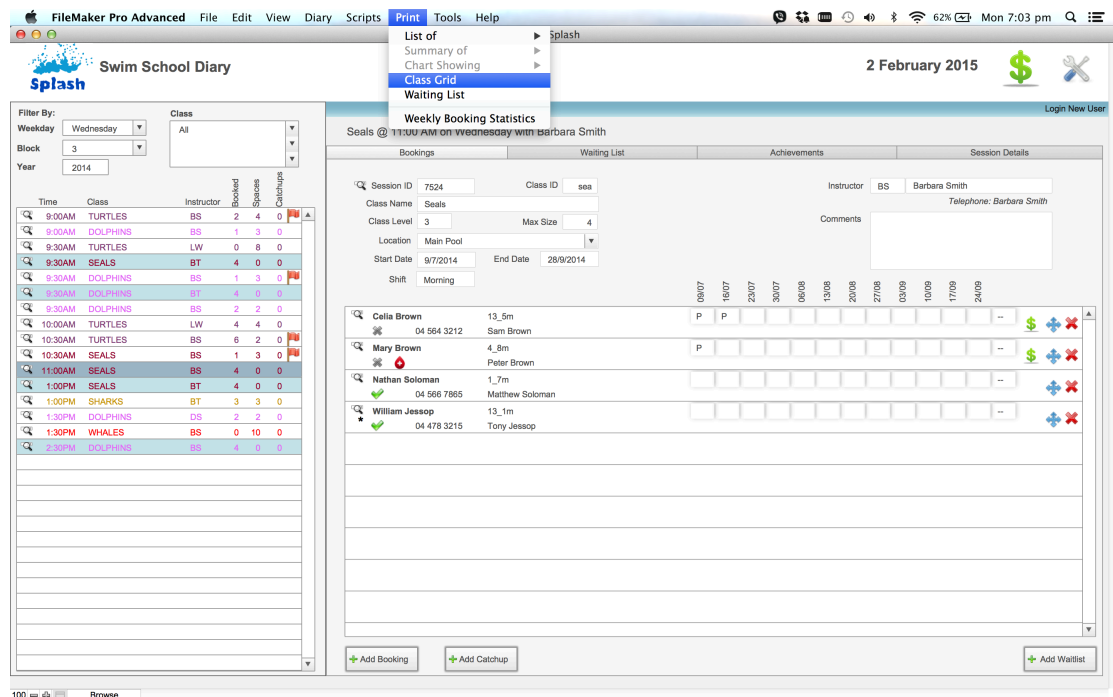 FileMaker Pro Advanced File Edit View Diary Scripts Print Tools Help 62% Mon 7:03 pm
Splash
List of
Summary of
Chart Showing
Class Grid
Waiting List
Weekly Booking Statistics
Splash
Swim School Diary
2 February 2015
Login New User
Filter By:
Class
Weekday Wednesday
All
Block 3
Year 2014
Time Class Instructor Booked Spaces Catchups
9:00AM TURTLES BS 2 4 0
9:00AM DOLPHINS BS 1 3 0
9:30AM TURTLES LW 0 8 0
9:30AM SEALS BT 4 0 0
9:30AM DOLPHINS BS 1 3 0
9:30AM DOLPHINS BT 4 0 0
9:30AM DOLPHINS BS 2 2 0
10:00AM TURTLES LW 4 4 0
10:30AM TURTLES BS 6 2 0
10:30AM SEALS BS 1 3 0
11:00AM SEALS BS 4 0 0
1:00PM SEALS BT 4 0 0
1:00PM SHARKS BT 3 3 0
1:30PM DOLPHINS DS 2 2 0
1:30PM WHALES BS 0 10 0
2:30PM DOLPHINS BS 4 0 0
Seals @ 11:00 AM on Wednesday with Barbara Smith
Bookings Waiting List Achievements Session Details
Session ID 7524 Class ID sea Instructor BS Barbara Smith
Class Name Seals
Telephone: Barbara Smith
Class Level 3 Max Size 4 Comments
Location Main Pool
Start Date 9/7/2014 End Date 28/9/2014
Shift Morning
09/07 16/07 23/07 30/07 06/08 13/08 20/08 27/08 03/09 10/09 17/09 24/09
Celia Brown 13_5m P P --
04 564 3212 Sam Brown $
Mary Brown 4_8m P --
Peter Brown $
Nathan Soloman 1_7m --
04 566 7865 Matthew Soloman
William Jessop 13_1m --
* 04 478 3215 Tony Jessop
Add Booking Add Catchup Add Waitlist
100 Browse